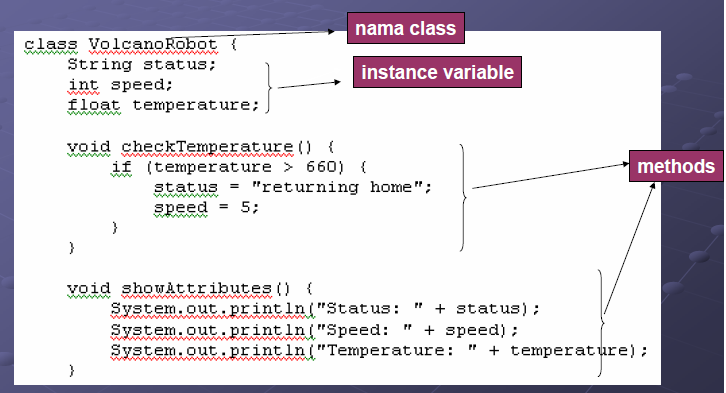 nama class
class VolcanoRobot {
String status;
instance variable
int speed;
float temperature;
void checkTemperature() {
if (temperature > 660) {
methods
status = "returning home";
speed = 5;
}
}
void showAttributes() {
System.out.println("Status: " + status);
System.out.println("Speed: " + speed);
System.out.println("Temperature: " + temperature);
}